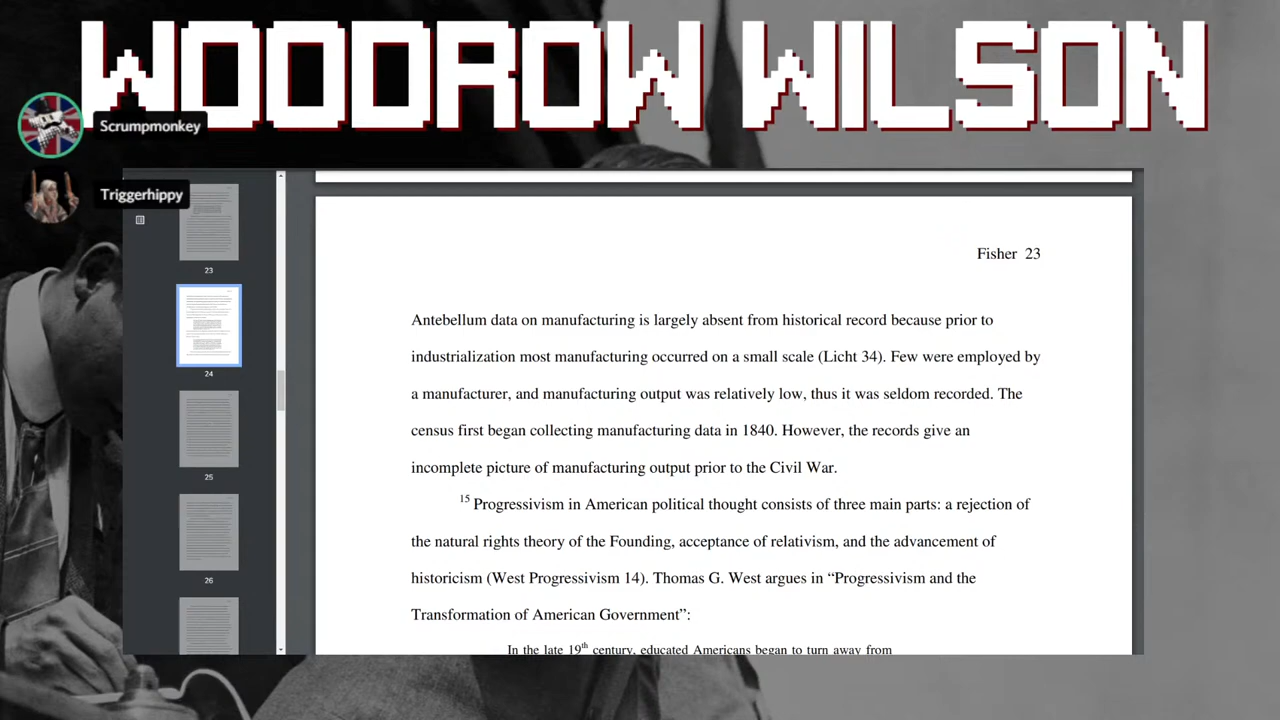 WOODROW WILSON
Scrumpmonkey
Triggerhippy
23
24
25
26
Fisher 23
Antebellum data on manufacturing is largely absent from historical record because prior to
industrialization most manufacturing occurred on a small scale (Licht 34). Few were employed by
a manufacturer, and manufacturing output was relatively low, thus it was seldom recorded. The
census first began collecting manufacturing data in 1840. However, the records give an
incomplete picture of manufacturing output prior to the Civil War.
15 Progressivism in American political thought consists of three main parts: a rejection of
the natural rights theory of the Founding, acceptance of relativism, and the advancement of
historicism (West Progressivism 14). Thomas G. West argues in “Progressivism and the
Transformation of American Government”:
In the late 19th century, educated Americans began to turn away from